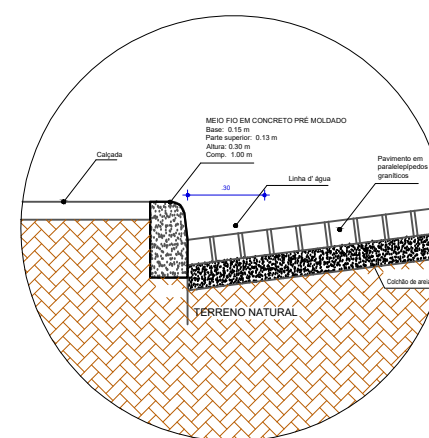 MEIO FIO EM CONCRETO PRÉ MOLDADO
Base: 0.15 m
Parte superior: 0.13 m
Altura: 0.30 m
Comp. 1.00 m
Calçada
.30
Linha d' água
Pavimento em
paralelepípedos
graníticos
Colchão de areia
TERRENO NATURAL